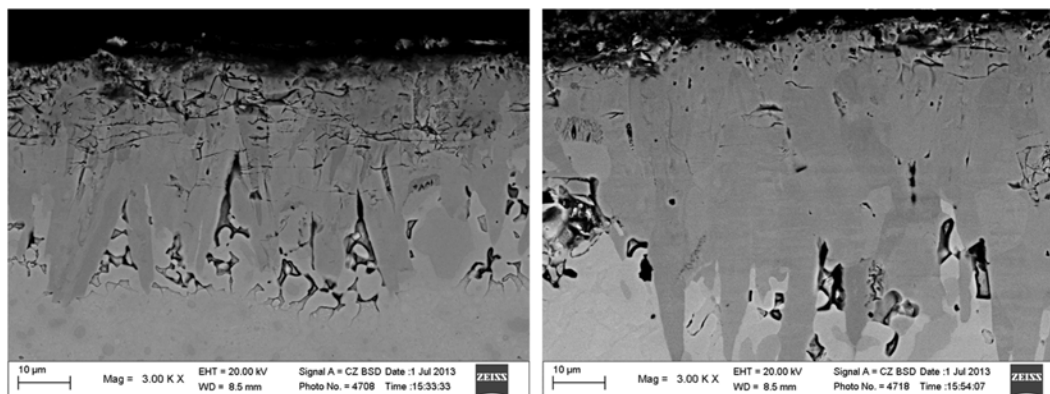 10 µm
Mag = 3.00 K X
EHT = 20.00 kV
WD = 8.5 mm
Signal A = CZ BSD Date :1 Jul 2013
Photo No. = 4708 Time :15:33:33
ZEISS
10 µm
Mag = 3.00 K X
EHT = 20.00 kV
WD = 8.5 mm
Signal A = CZ BSD Date :1 Jul 2013
Photo No. = 4718 Time :15:54:07
ZEISS